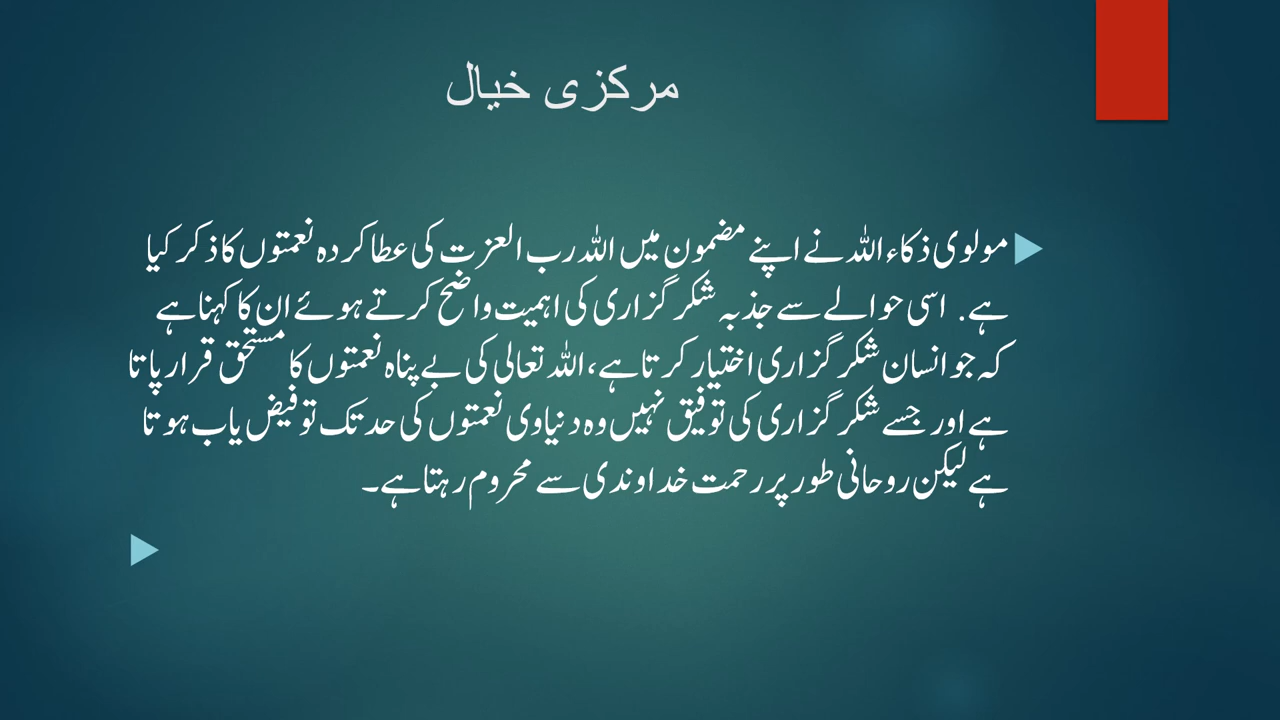 مرکزی خیال
مولوی ذکاء اللہ نے اپنے مضمون میں اللہ رب العزت کی عطا کردہ نعمتوں کا ذکر کیا
ہے. اسی حوالے سے جذبہ شکر گزاری کی اہمیت واضح کرتے ہوئے ان کا کہنا ہے
کہ جو انسان شکر گزاری اختیار کرتا ہے، اللہ تعالی کی بے پناہ نعمتوں کا مستحق قرار پاتا
ہے اور جسے شکر گزاری کی توفیق نہیں وہ دنیاوی نعمتوں کی حد تک تو فیض یاب ہوتا
ہے لیکن روحانی طور پر رحمت خداوندی سے محروم رہتا ہے۔